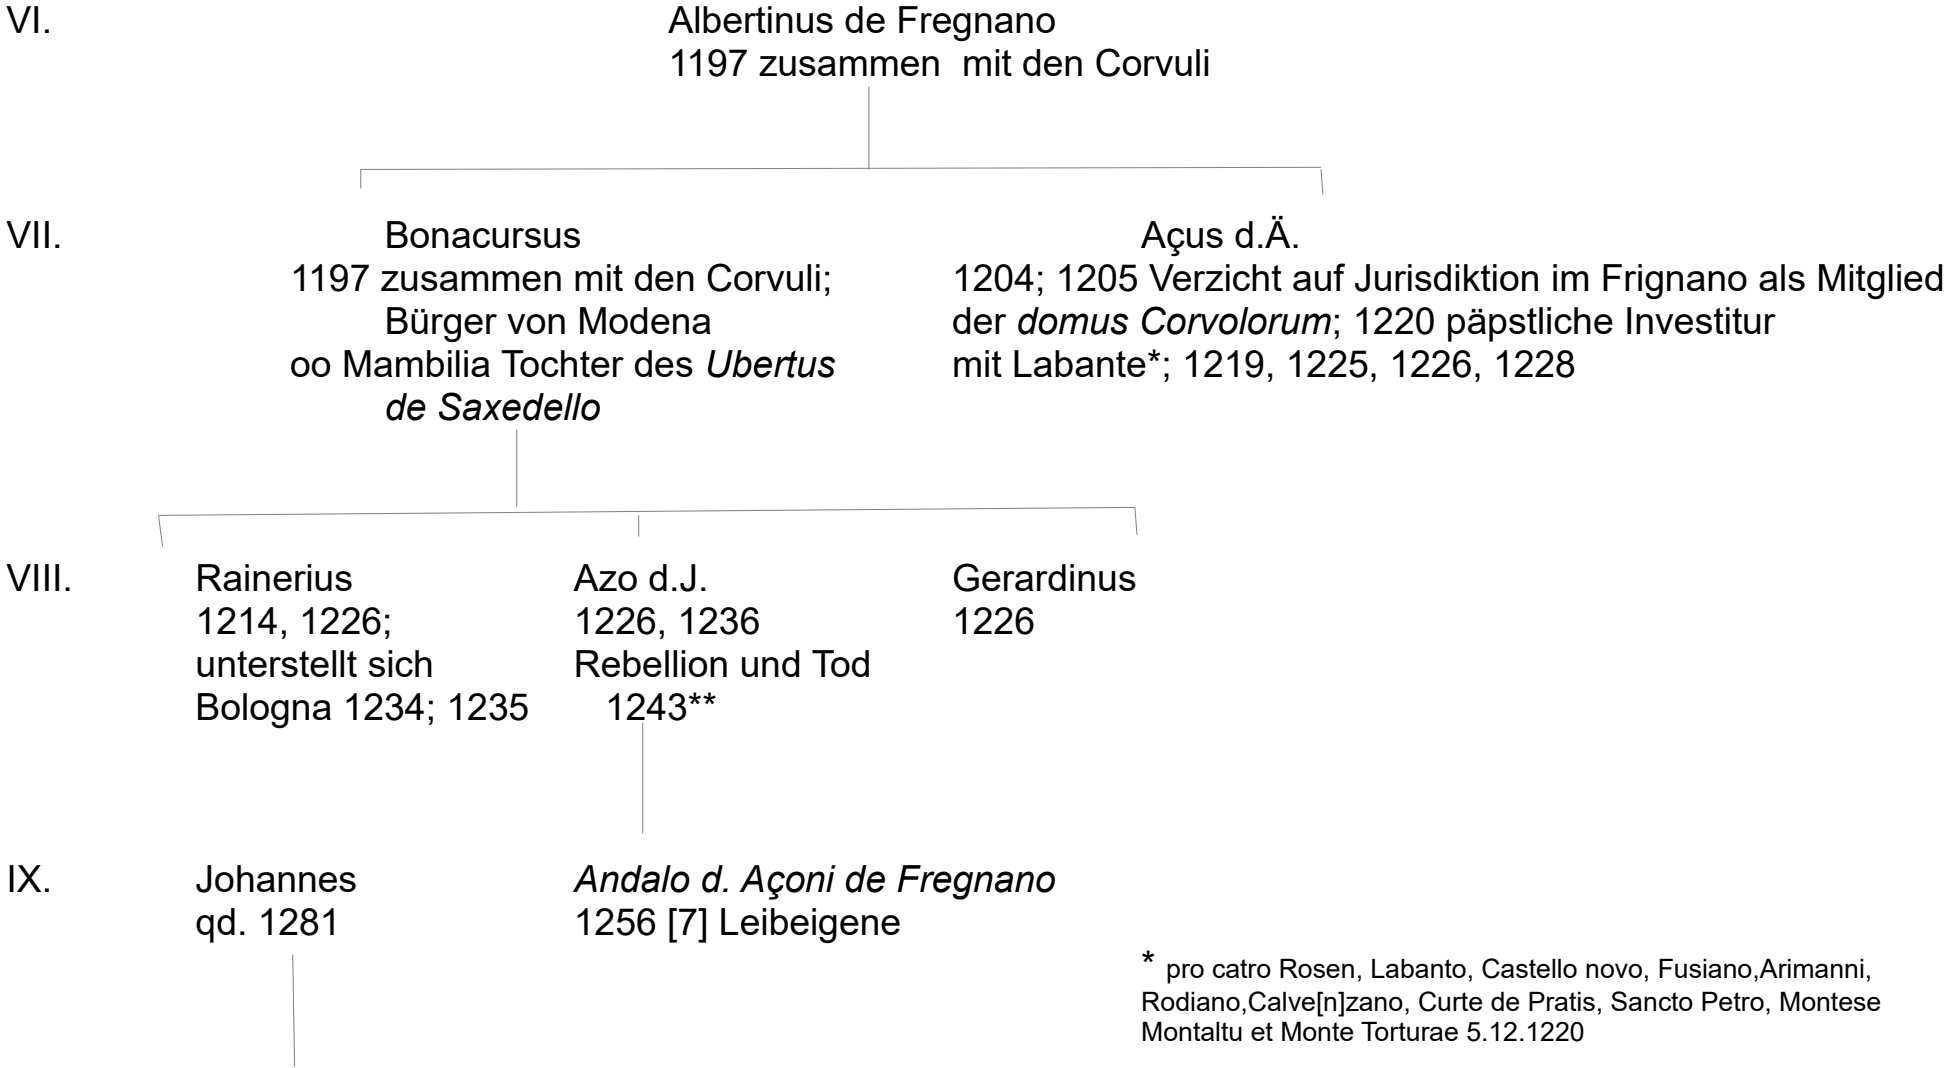 VI.
Albertinus de Fregnano
1197 zusammen mit den Corvuli
VII.
Bonacursus
1197 zusammen mit den Corvuli;
Bürger von Modena
oo Mambilia Tochter des Ubertus
de Saxedello
Açus d.Ä.
1204; 1205 Verzicht auf Jurisdiktion im Frignano als Mitglied
der domus Corvolorum; 1220 päpstliche Investitur
mit Labante*; 1219, 1225, 1226, 1228
VIII.
Rainerius
1214, 1226;
unterstellt sich
Bologna 1234; 1235
Azo d.J.
1226, 1236
Rebellion und Tod
1243**
Gerardinus
1226
IX.
Johannes
qd. 1281
Andalo d. Açoni de Fregnano
1256 [7] Leibeigene
* pro catro Rosen, Labanto, Castello novo, Fusiano,Arimanni,
Rodiano,Calve[n]zano, Curte de Pratis, Sancto Petro, Montese
Montaltu et Monte Torturae 5.12.1220